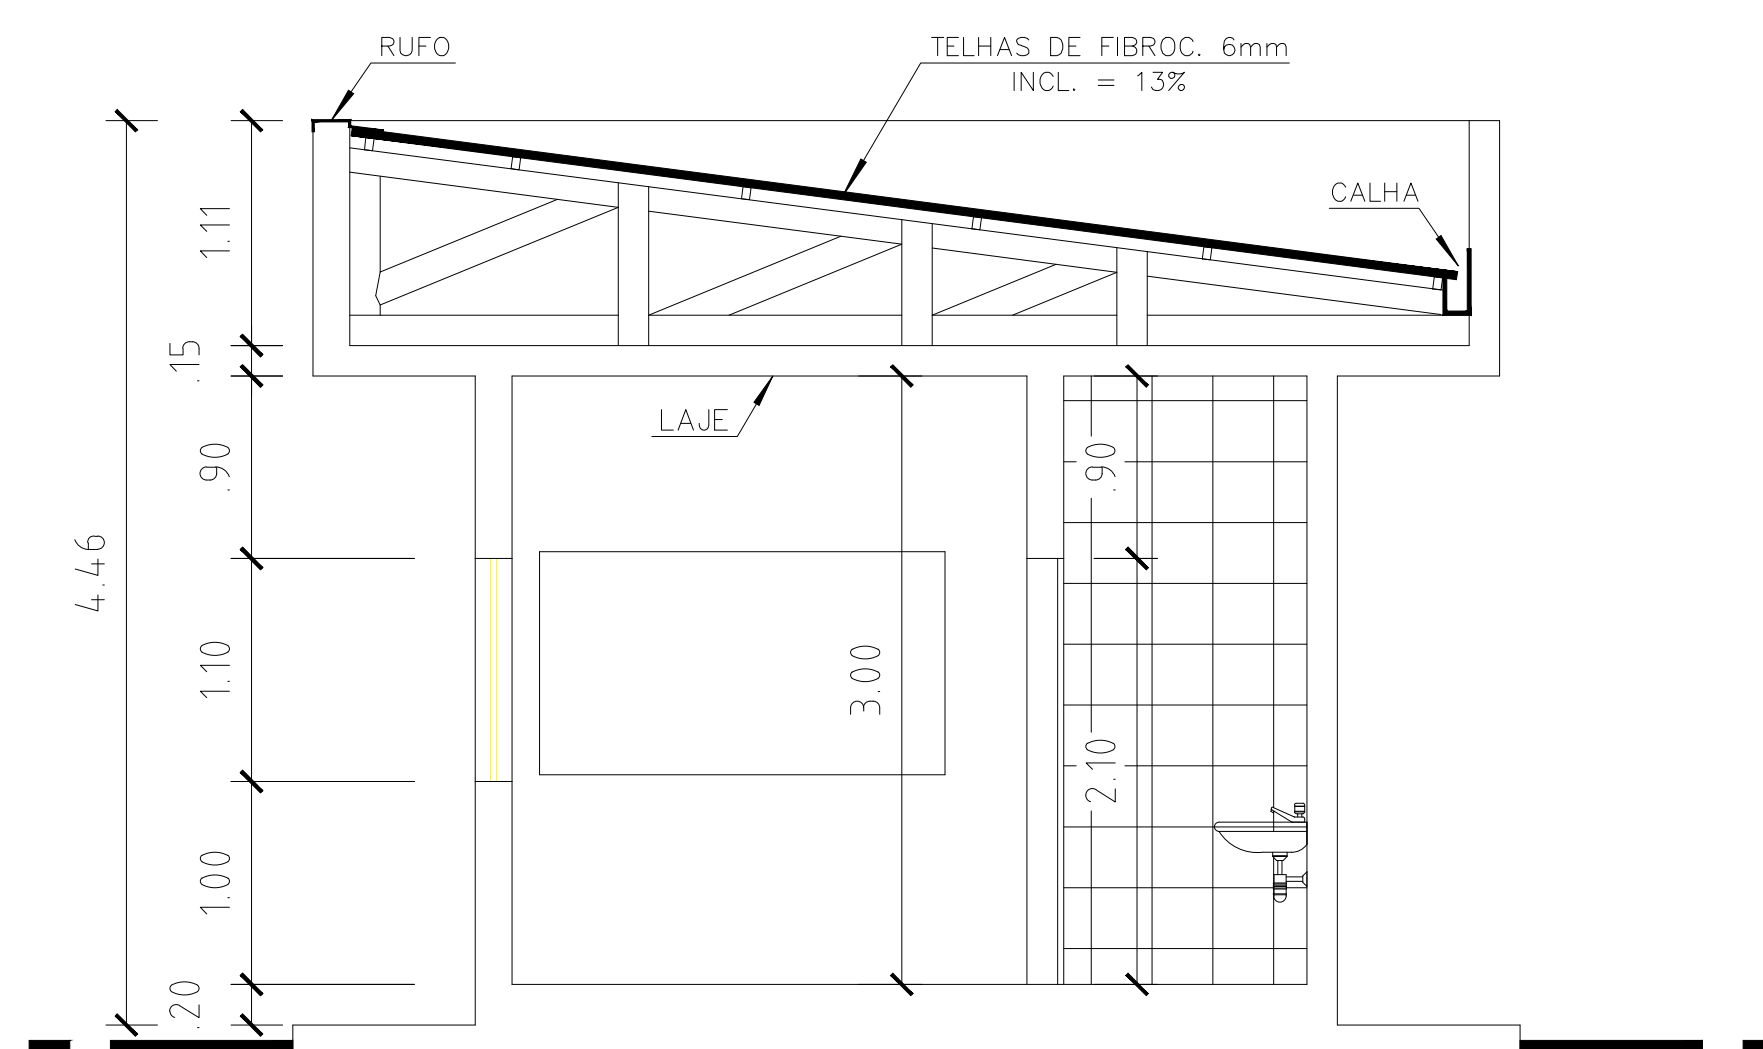 RUFO
TELHAS DE FIBROC. 6mm
INCL. = 13%
CALHA
1.11
.15
LAJE
.90
.90
4.46
1.10
3.00
2.10
1.00
.20